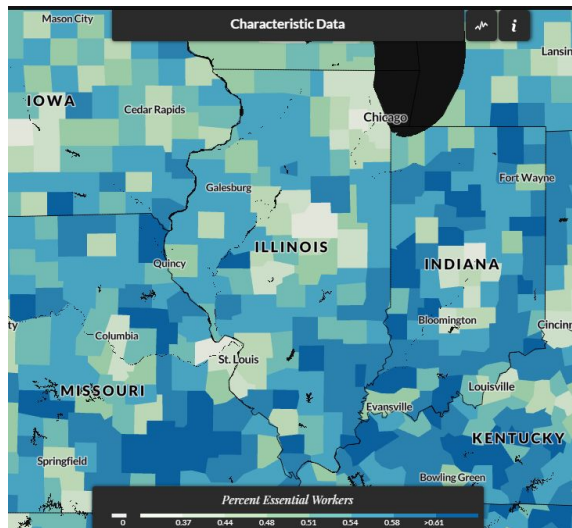 Characteristic Data
i
Mason City
Lansin
IOWA
Cedar Rapids
Chicago
Galesburg
Fort Wayne
ILLINOIS
Quincy
INDIANA
ty
Columbia
Bloomington
Cincinn
St. Louis
MISSOURI
Louisville
Evansville
KENTUCKY
Springfield
Bowling Green
Percent Essential Workers
0 0.37 0.44 0.48 0.51 0.54 0.58 >0.61